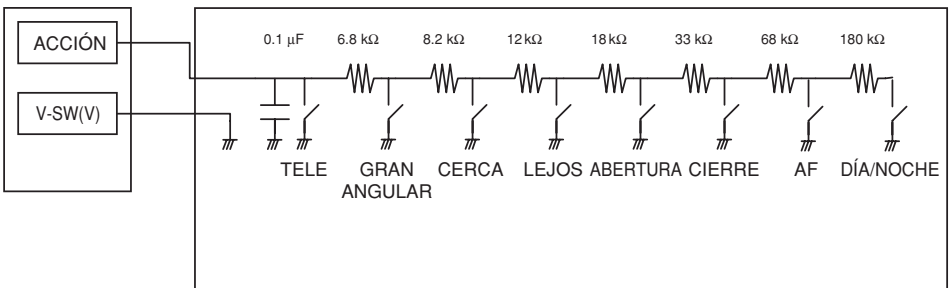 ACCIÓN
V-SW(V)
0.1 μF 6.8 kΩ 8.2 kΩ 12 kΩ 18 kΩ 33 kΩ 68 kΩ 180 kΩ
TELE GRAN CERCA LEJOS ABERTURA CIERRE AF DÍA/NOCHE
ANGULAR